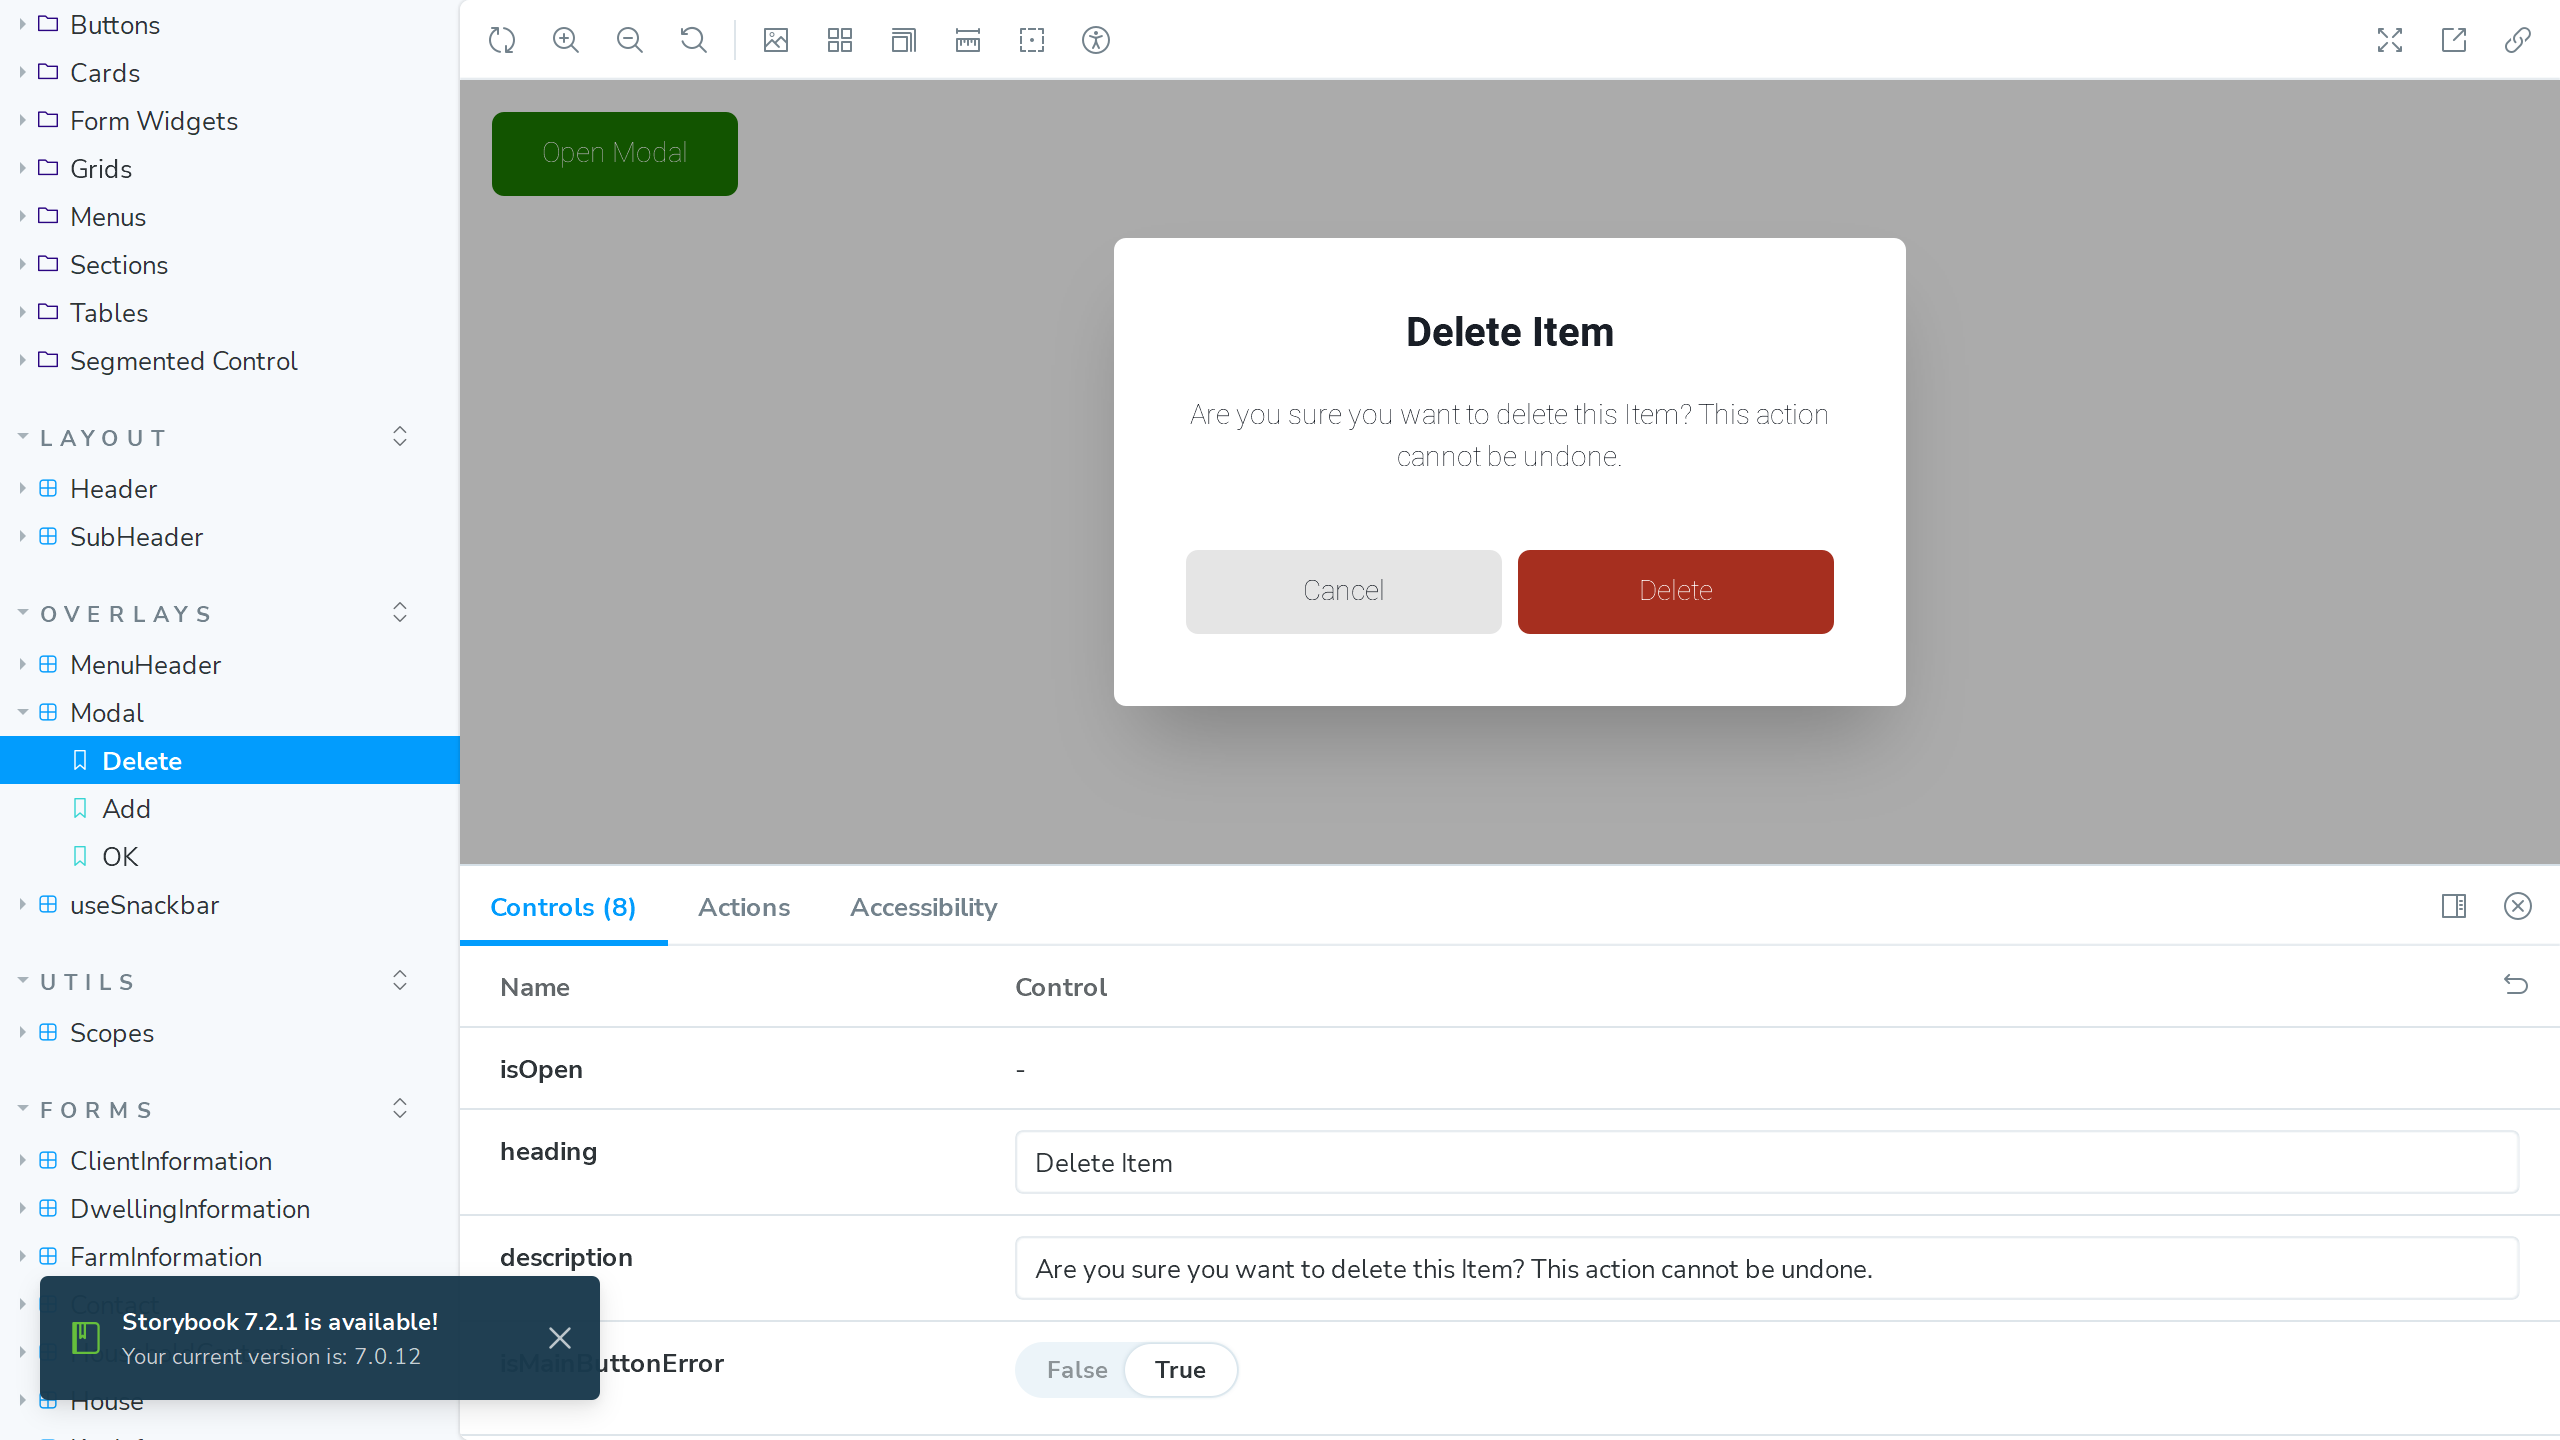 Buttons
Cards
Form Widgets
Grids
Menus
Sections
Tables
Segmented Control
LAYOUT
Header
SubHeader
OVERLAYS
MenuHeader
Modal
Delete
Add
OK
useSnackbar
UTILS
Scopes
FORMS
ClientInformation
DwellingInformation
FarmInformation
Contact
House
Storybook 7.2.1 is available!
Your current version is: 7.0.12
Open Modal
Delete Item
Are you sure you want to delete this Item? This action
cannot be undone.
Cancel
Delete
Controls (8)
Actions
Accessibility
Name
Control
isOpen
-
heading
Delete Item
description
Are you sure you want to delete this Item? This action cannot be undone.
isMainButtonError
False
True